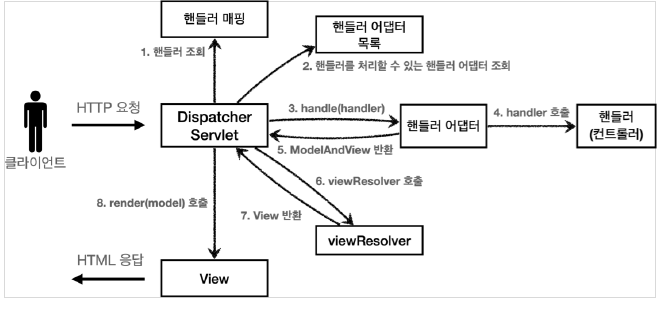 핸들러 매핑
핸들러 어댑터
목록
1. 핸들러 조회
2. 핸들러를 처리할 수 있는 핸들러 어댑터 조회
HTTP 요청
Dispatcher
Servlet
3. handle(handler)
핸들러 어댑터
4. handler 호출
핸들러
(컨트롤러)
5. ModelAndView 반환
클라이언트
6. viewResolver 호출
8. render(model) 호출
7. View 반환
viewResolver
HTML 응답
View